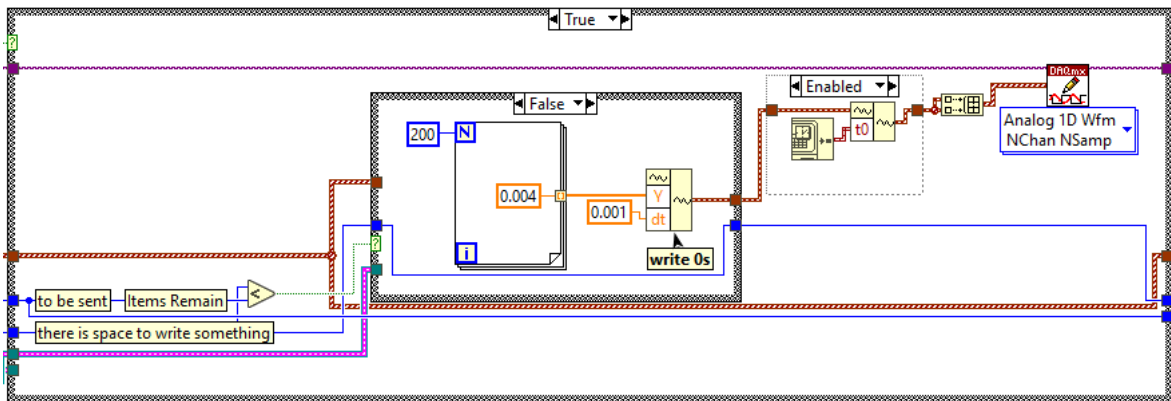 True
?
DAQmx
Enabled
False
200
N
t0
Analog 1D Wfm
NChan NSamp
0.004
Y
0.001
dt
?
i
write 0s
to be sent
Items Remain
<
there is space to write something